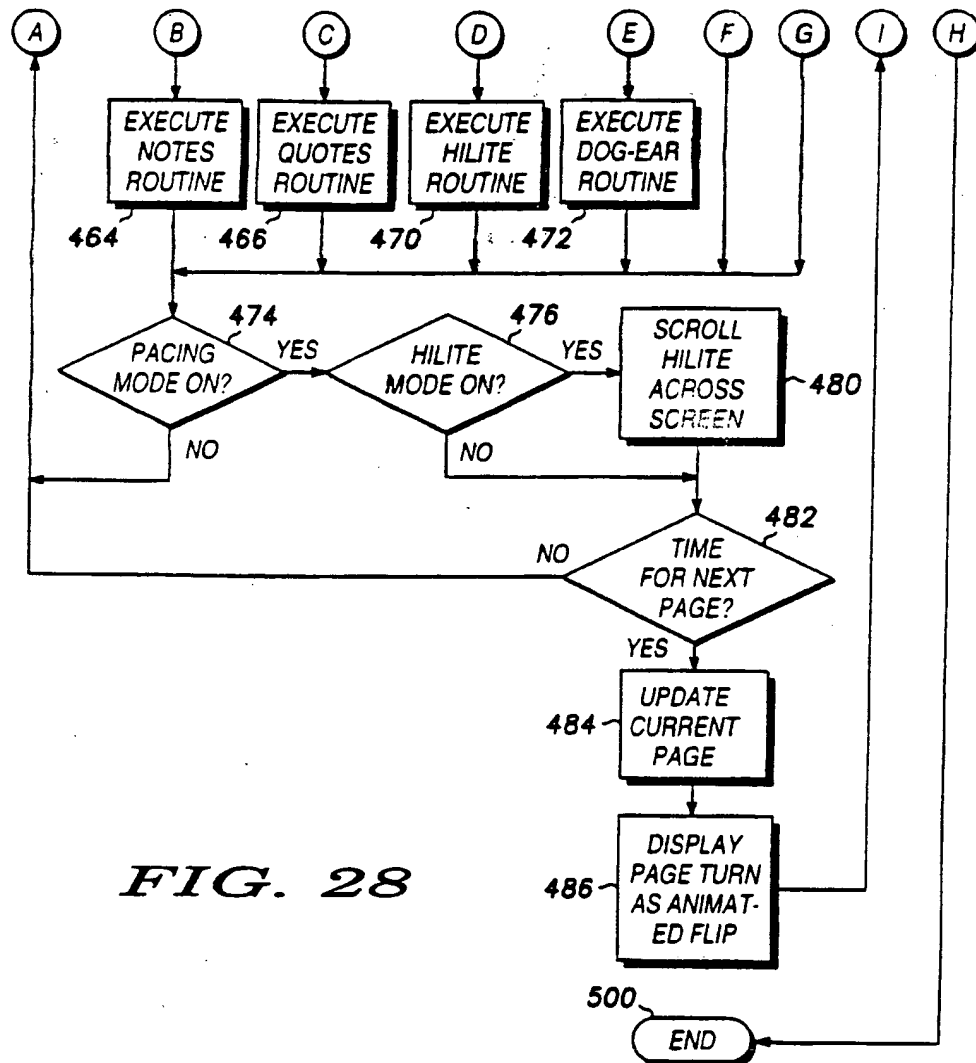 A B C D E F G I H
EXECUTE
NOTES
ROUTINE
464
EXECUTE
QUOTES
ROUTINE
466
EXECUTE
HILITE
ROUTINE
470
EXECUTE
DOG-EAR
ROUTINE
472
PACING
MODE ON?
474
YES
NO
HILITE
MODE ON?
476
YES
NO
SCROLL
HILITE
ACROSS
SCREEN
480
TIME
FOR NEXT
PAGE?
482
NO
YES
UPDATE
CURRENT
PAGE
484
DISPLAY
PAGE TURN
AS ANIMAT-
ED FLIP
486
FIG. 28
500
END